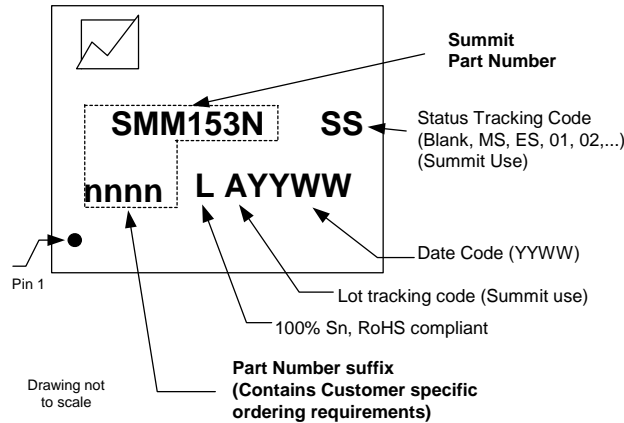 Summit
Part Number
SMM153N SS
Status Tracking Code
(Blank, MS, ES, 01, 02,...)
(Summit Use)
nnnn L AYYWW
Date Code (YYWW)
Pin 1
Lot tracking code (Summit use)
100% Sn, RoHS compliant
Drawing not
to scale
Part Number suffix
(Contains Customer specific
ordering requirements)